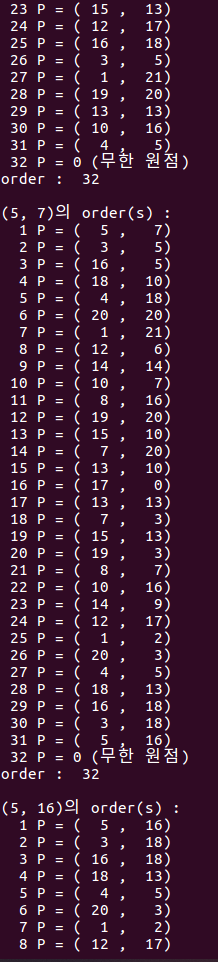 23 P = ( 15 ,  13)
24 P = ( 12 ,  17)
25 P = ( 16 ,  18)
26 P = (  3 ,   5)
27 P = (  1 ,  21)
28 P = ( 19 ,  20)
29 P = ( 13 ,  13)
30 P = ( 10 ,  16)
31 P = (  4 ,   5)
32 P = 0 (무한 원점)
order :  32

(5, 7)의 order(s) :
1 P = (  5 ,   7)
2 P = (  3 ,   5)
3 P = ( 16 ,   5)
4 P = ( 18 ,  10)
5 P = (  4 ,  18)
6 P = ( 20 ,  20)
7 P = (  1 ,  21)
8 P = ( 12 ,   6)
9 P = ( 14 ,  14)
10 P = ( 10 ,   7)
11 P = (  8 ,  16)
12 P = ( 19 ,  20)
13 P = ( 15 ,  10)
14 P = (  7 ,  20)
15 P = ( 13 ,  10)
16 P = ( 17 ,   0)
17 P = ( 13 ,  13)
18 P = (  7 ,   3)
19 P = ( 15 ,  13)
20 P = ( 19 ,   3)
21 P = (  8 ,   7)
22 P = ( 10 ,  16)
23 P = ( 14 ,   9)
24 P = ( 12 ,  17)
25 P = (  1 ,   2)
26 P = ( 20 ,   3)
27 P = (  4 ,   5)
28 P = ( 18 ,  13)
29 P = ( 16 ,  18)
30 P = (  3 ,  18)
31 P = (  5 ,  16)
32 P = 0 (무한 원점)
order :  32

(5, 16)의 order(s) :
1 P = (  5 ,  16)
2 P = (  3 ,  18)
3 P = ( 16 ,  18)
4 P = ( 18 ,  13)
5 P = (  4 ,   5)
6 P = ( 20 ,   3)
7 P = (  1 ,   2)
8 P = ( 12 ,  17)